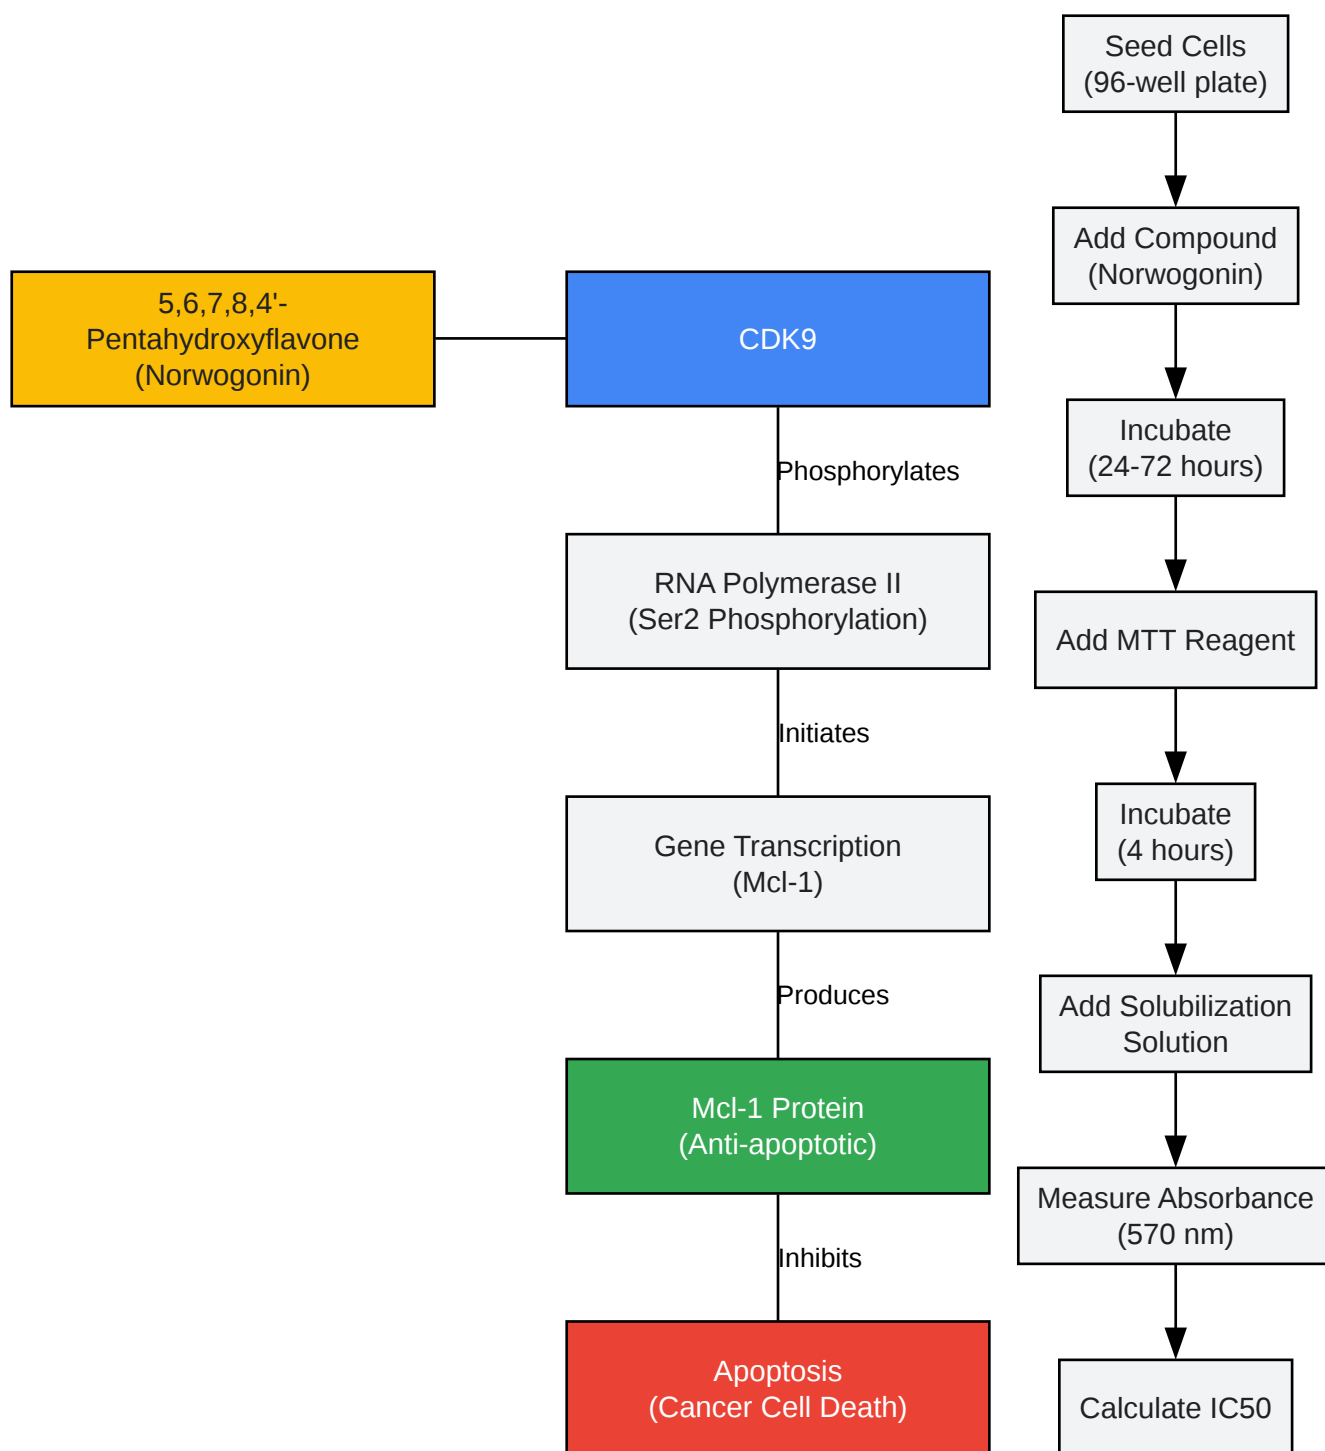 5,6,7,8,4'-
Pentahydroxyflavone
(Norwogonin)
CDK9
Phosphorylates
RNA Polymerase II
(Ser2 Phosphorylation)
Initiates
Gene Transcription
(Mcl-1)
Produces
Mcl-1 Protein
(Anti-apoptotic)
Inhibits
Apoptosis
(Cancer Cell Death)
Seed Cells
(96-well plate)
Add Compound
(Norwogonin)
Incubate
(24-72 hours)
Add MTT Reagent
Incubate
(4 hours)
Add Solubilization
Solution
Measure Absorbance
(570 nm)
Calculate IC50